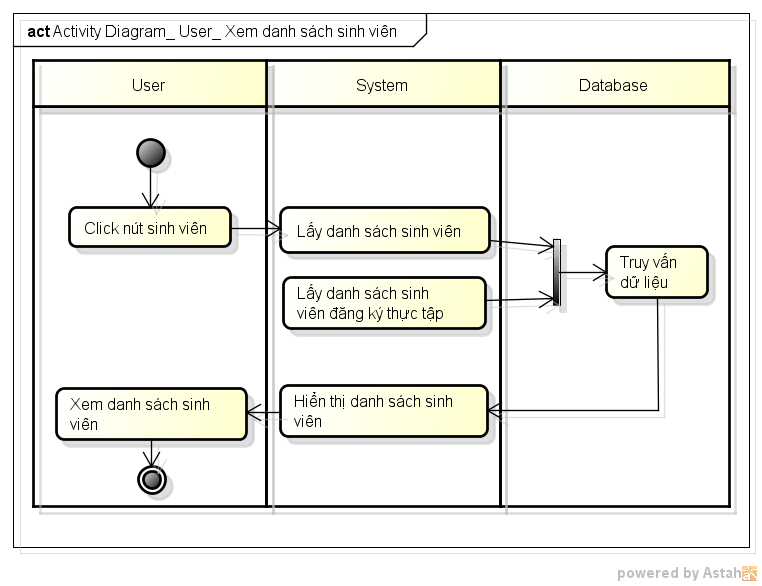 act Activity Diagram_ User_ Xem danh sách sinh viên
User
System
Database
Click nút sinh viên
Lấy danh sách sinh viên
Truy vấn
dữ liệu
Lấy danh sách sinh
viên đăng ký thực tập
Xem danh sách sinh
viên
Hiển thị danh sách sinh
viên
powered by Astah